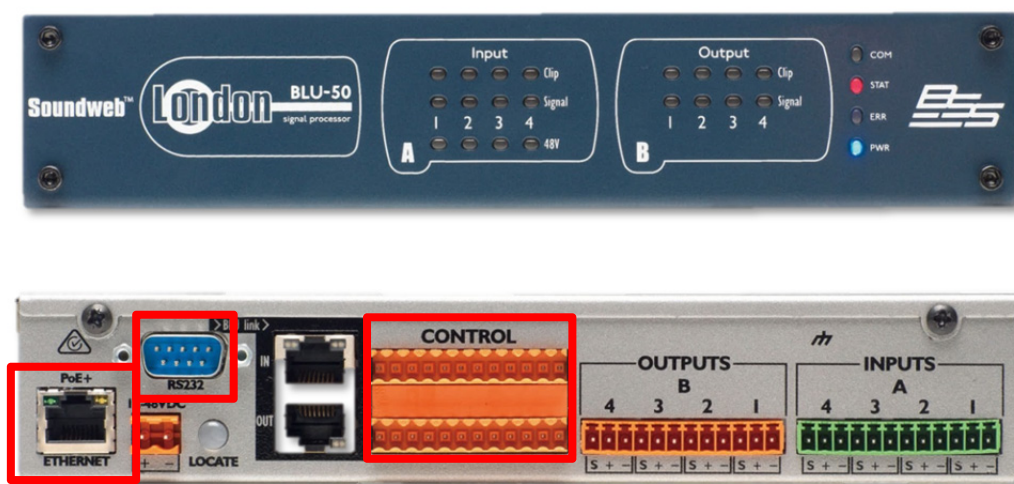 Input
Output
Clip
Clip
COM
Soundweb™
London
BLU-50
signal processor
Signal
Signal
STAT
BSS
1 2 3 4
1 2 3 4
ERR
A
48V
B
PWR
>BLU link>
CONTROL
PoE+
RS232
IN
OUTPUTS
INPUTS
B
A
48VDC
4 3 2 1
4 3 2 1
OUT
ETHERNET
+ -
LOCATE
S + - S + - S + - S + -
S + - S + - S + - S + -